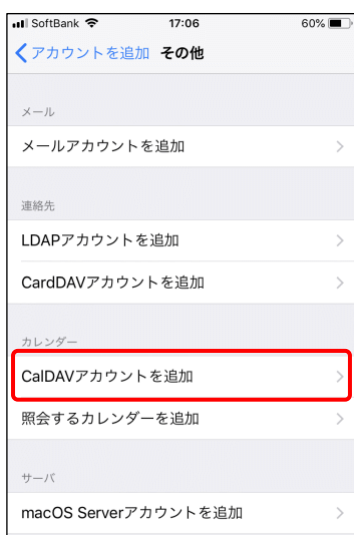 SoftBank 17:06 60%
アカウントを追加 その他
メール
メールアカウントを追加
連絡先
LDAPアカウントを追加
CardDAVアカウントを追加
カレンダー
CalDAVアカウントを追加
照会するカレンダーを追加
サーバ
macOS Serverアカウントを追加